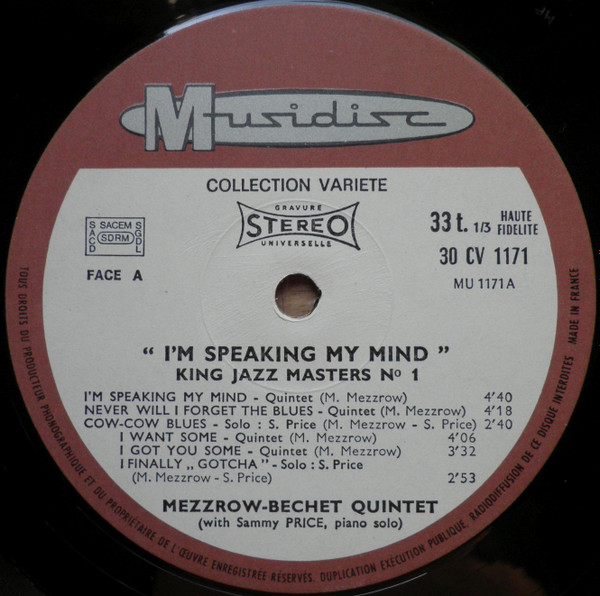 Musidisc
COLLECTION VARIETE
GRAVURE
STEREO
UNIVERSELLE
SACD
SACEM
SDRM
SGDL
FACE A
33 t. 1/3 HAUTE FIDELITE
30 CV 1171
MU 1171 A
“ I'M SPEAKING MY MIND ”
KING JAZZ MASTERS No 1
I'M SPEAKING MY MIND - Quintet (M. Mezzrow) 4'40
NEVER WILL I FORGET THE BLUES - Quintet (M. Mezzrow) 4'18
COW-COW BLUES - Solo : S. Price (M. Mezzrow - S. Price) 2'40
I WANT SOME - Quintet (M. Mezzrow) 4'06
I GOT YOU SOME - Quintet (M. Mezzrow) 3'32
I FINALLY „ GOTCHA ” - Solo : S. Price
(M. Mezzrow - S. Price) 2'53
MEZZROW-BECHET QUINTET
(with Sammy PRICE, piano solo)
TOUS DROITS DU PRODUCTEUR PHONOGRAPHIQUE ET DU PROPRIETAIRE DE L'ŒUVRE ENREGISTRÉE RÉSERVÉS. DUPLICATION EXÉCUTION PUBLIQUE, RADIODIFFUSION DE CE DISQUE INTERDITES MADE IN FRANCE